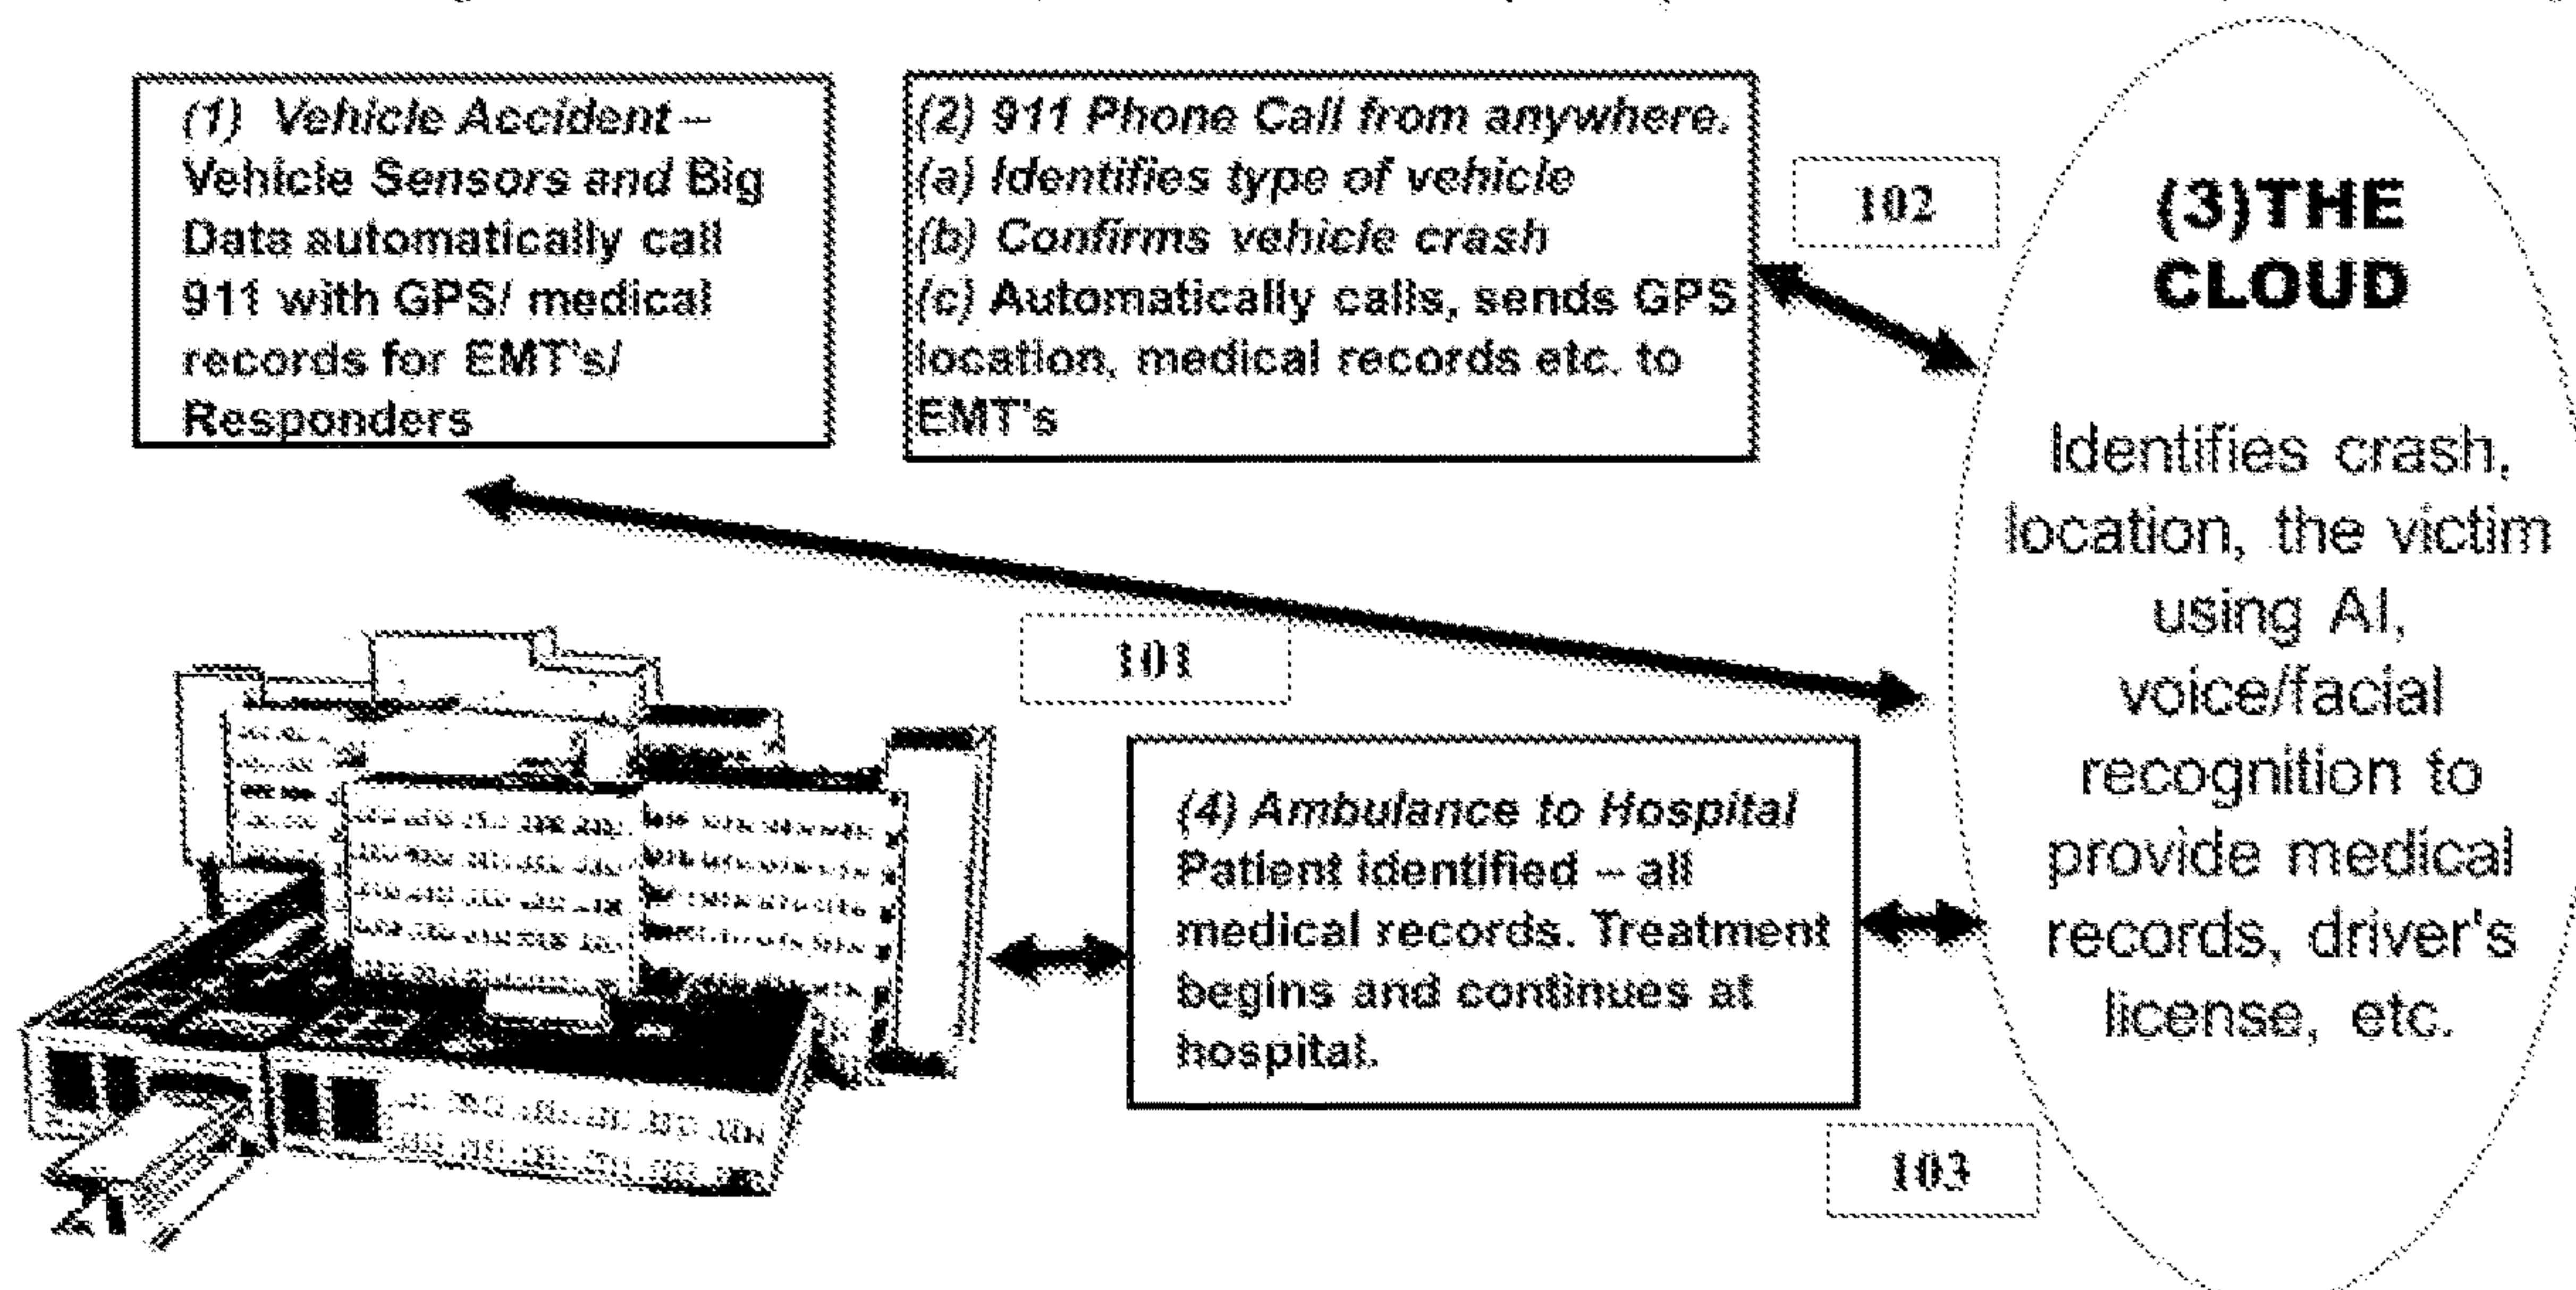 (1) Vehicle Accident –
Vehicle Sensors and Big
Data automatically call
911 with GPS/ medical
records for EMT's/
Responders
(2) 911 Phone Call from anywhere.
(a) Identifies type of vehicle
(b) Confirms vehicle crash
(c) Automatically calls, sends GPS
location, medical records etc. to
EMT's
102
(3)THE
CLOUD
Identifies crash,
location, the victim
using AI,
voice/facial
recognition to
provide medical
records, driver's
license, etc.
101
(4) Ambulance to Hospital
Patient identified – all
medical records. Treatment
begins and continues at
hospital.
103